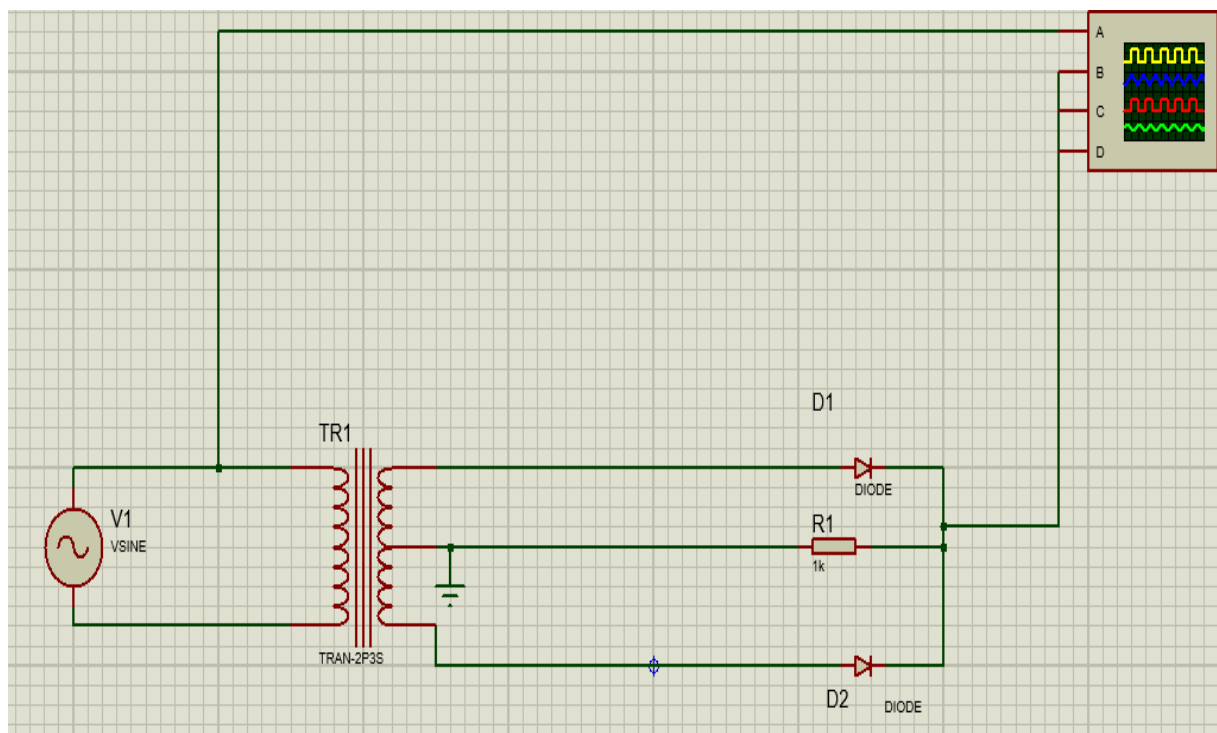 A
B
C
D
D1
TR1
DIODE
V1
VSINE
R1
1k
TRAN-2P3S
D2
DIODE